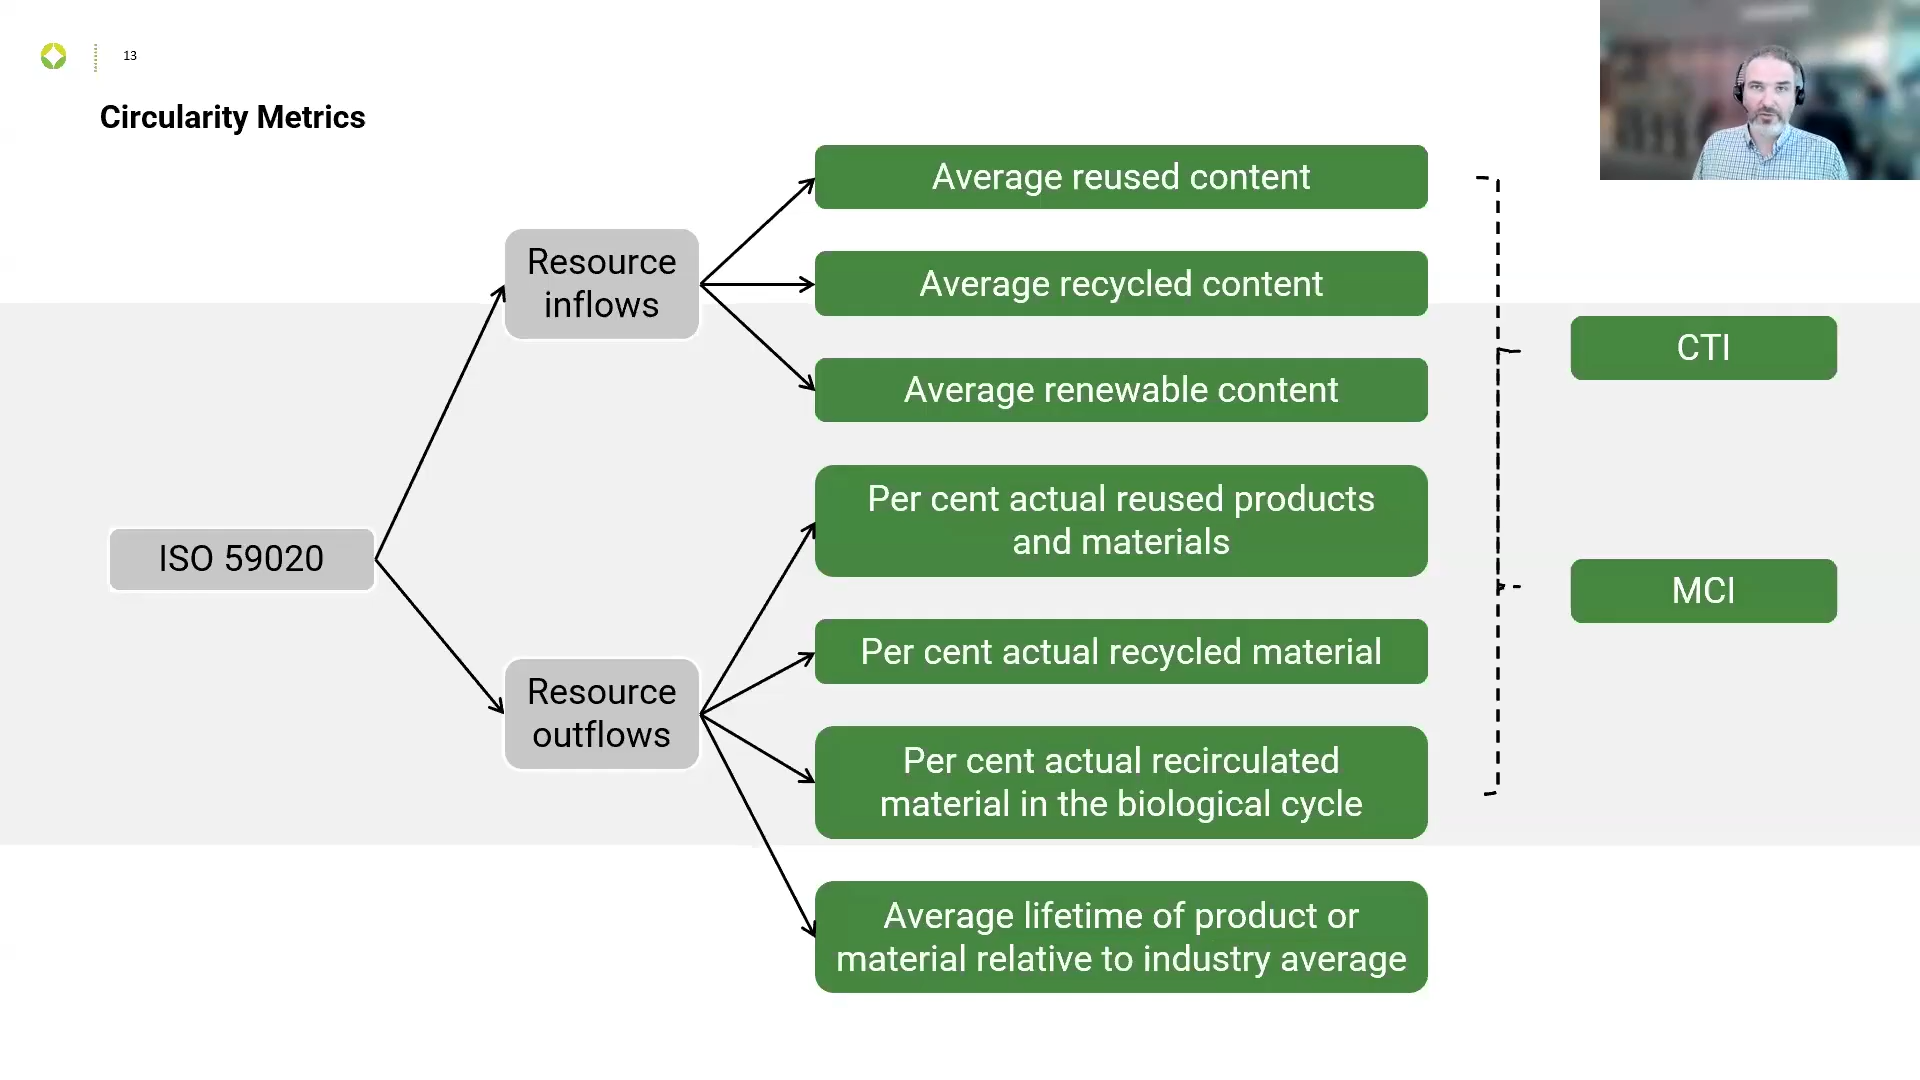 13
Circularity Metrics
Average reused content
Resource
inflows
Average recycled content
Average renewable content
CTI
Per cent actual reused products
and materials
ISO 59020
MCI
Per cent actual recycled material
Resource
outflows
Per cent actual recirculated
material in the biological cycle
Average lifetime of product or
material relative to industry average